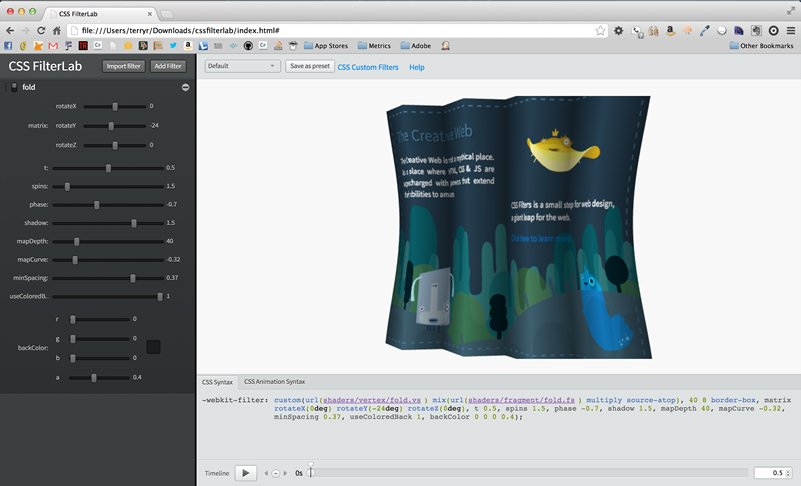 CSS FilterLab
file:///Users/terryr/Downloads/cssfilterlab/index.html#
App Stores
Metrics
Adobe
Other Bookmarks
CSS FilterLab
Import filter
Add Filter
fold
rotateX 0
matrix: rotateY -24
rotateZ 0
t: 0.5
spins: 1.5
phase: -0.7
shadow: 1.5
mapDepth: 40
mapCurve: -0.32
minSpacing: 0.37
useColoredB. 1
r 0
g 0
backColor:
b 0
a 0.4
Default
Save as preset
CSS Custom Filters
Help
The Creative Web
The Creative Web is not a mystical place.
is a place where HTML, CSS & JS are
supercharged with powers that extend
their abilities to amuse
CSS Filters is a small step for web design,
a giant leap for the web.
Click here to learn more!
CSS Syntax
CSS Animation Syntax
-webkit-filter: custom(url(shaders/vertex/fold.vs ) mix(url(shaders/fragment/fold.fs ) multiply source-atop), 40 8 border-box, matrix
rotateX(0deg) rotateY(-24deg) rotateZ(0deg), t 0.5, spins 1.5, phase -0.7, shadow 1.5, mapDepth 40, mapCurve -0.32,
minSpacing 0.37, useColoredBack 1, backColor 0 0 0 0.4);
Timeline
0s
0.5